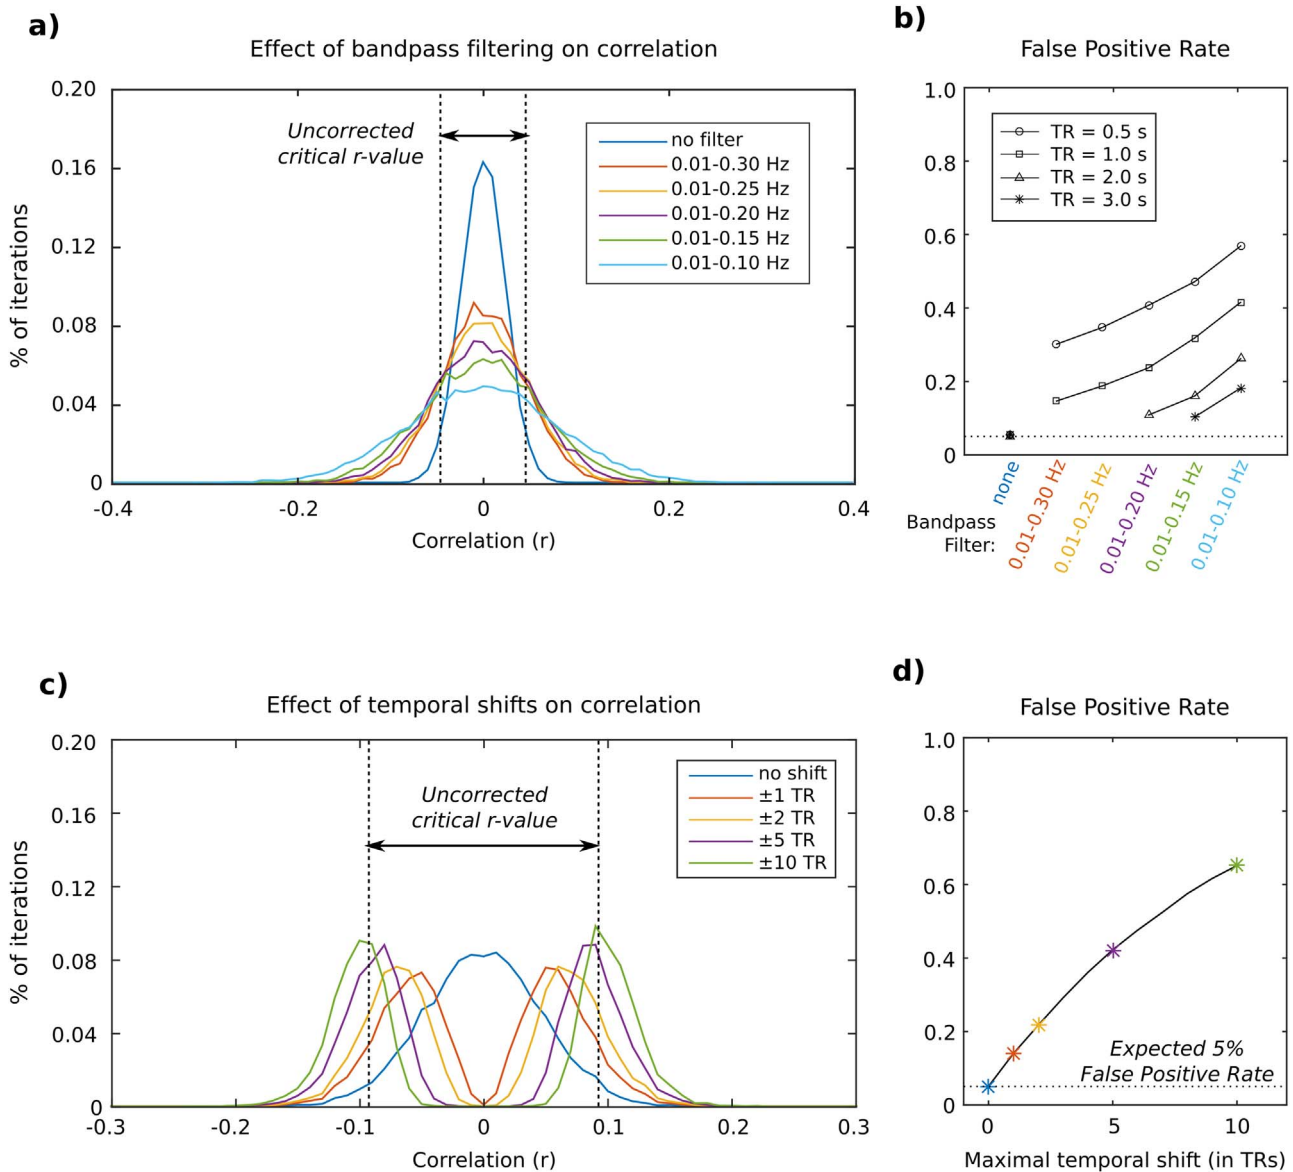 a)
Effect of bandpass filtering on correlation
0.20
0.16
0.12
0.08
0.04
0
% of iterations
Uncorrected
critical r-value
no filter
0.01-0.30 Hz
0.01-0.25 Hz
0.01-0.20 Hz
0.01-0.15 Hz
0.01-0.10 Hz
-0.4
-0.2
0
0.2
0.4
Correlation (r)
b)
False Positive Rate
1.0
0.8
0.6
0.4
0.2
0
TR = 0.5 s
TR = 1.0 s
TR = 2.0 s
TR = 3.0 s
Bandpass
Filter:
none
0.01-0.30 Hz
0.01-0.25 Hz
0.01-0.20 Hz
0.01-0.15 Hz
0.01-0.10 Hz
c)
Effect of temporal shifts on correlation
0.20
0.16
0.12
0.08
0.04
0
% of iterations
Uncorrected
critical r-value
no shift
±1 TR
±2 TR
±5 TR
±10 TR
-0.3
-0.2
-0.1
0
0.1
0.2
0.3
Correlation (r)
d)
False Positive Rate
1.0
0.8
0.6
0.4
0.2
0
Expected 5%
False Positive Rate
0
5
10
Maximal temporal shift (in TRs)